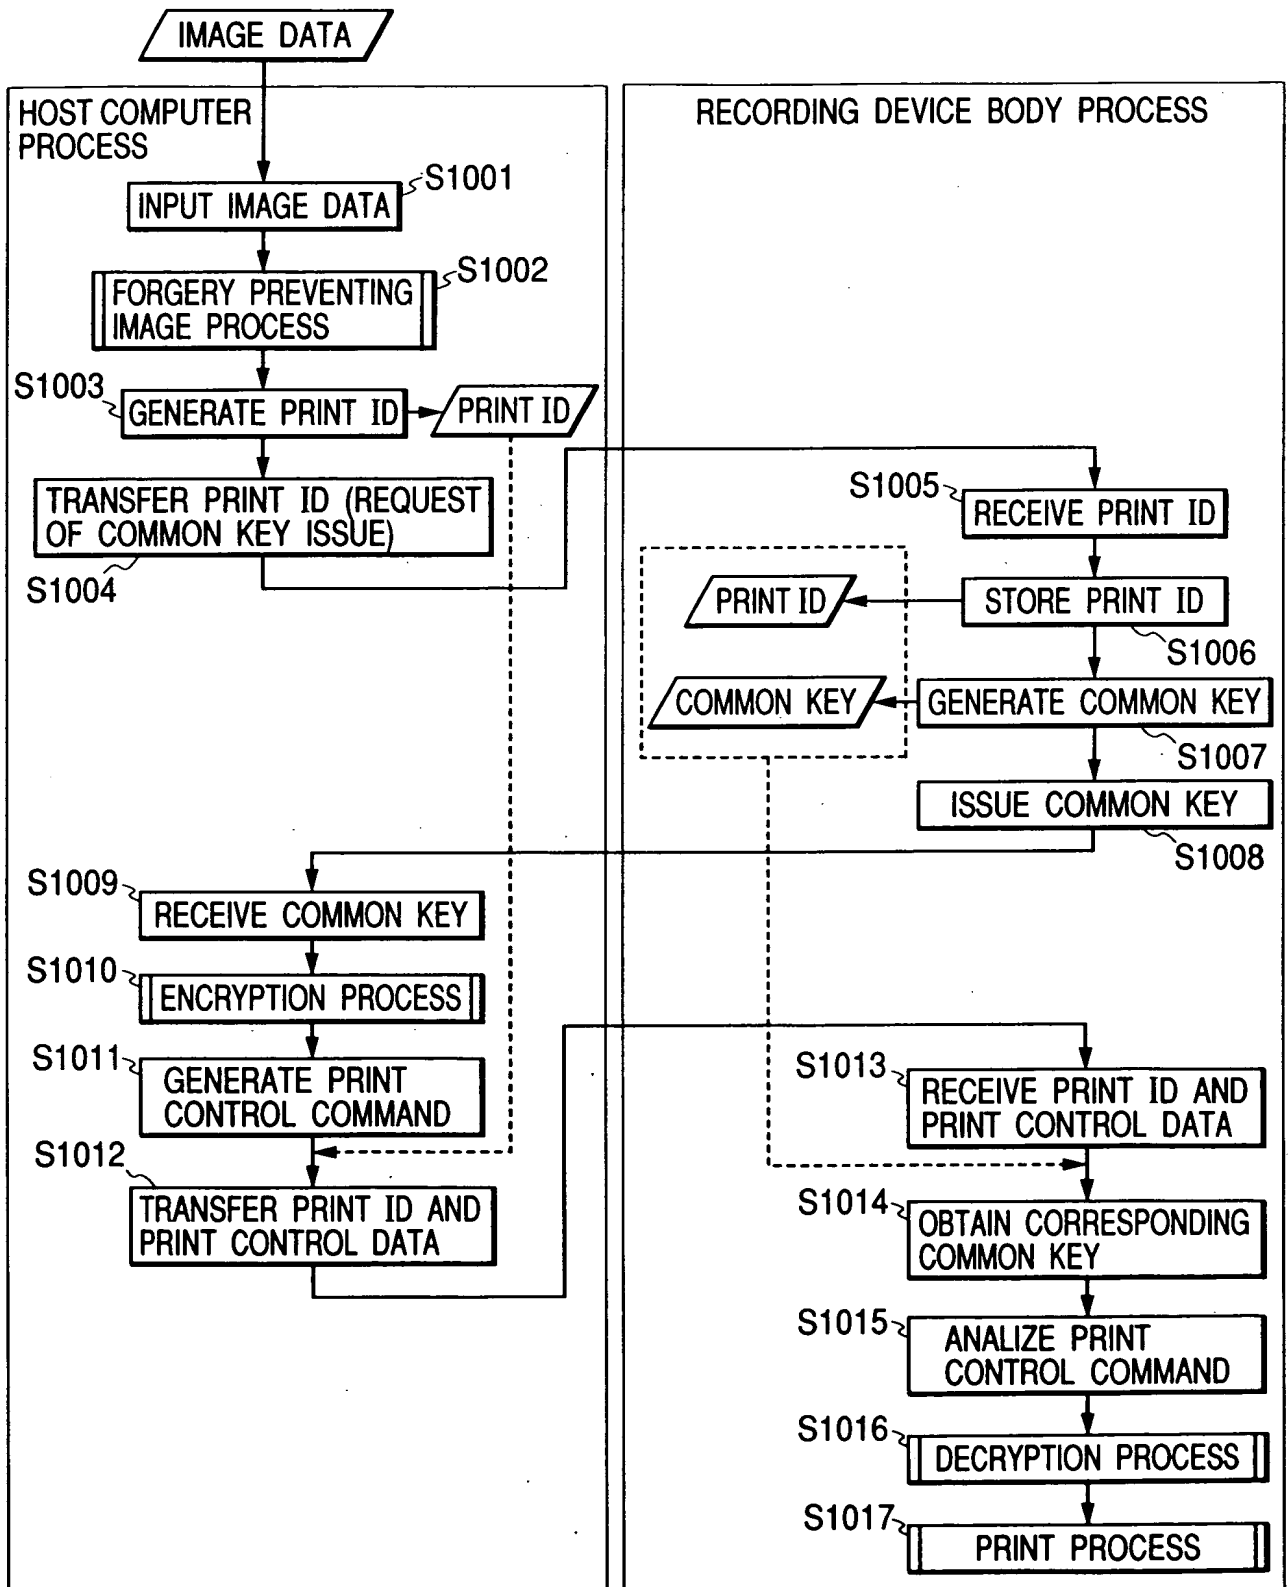 IMAGE DATA
HOST COMPUTER
PROCESS
S1001
INPUT IMAGE DATA
S1002
FORGERY PREVENTING
IMAGE PROCESS
S1003
GENERATE PRINT ID
PRINT ID
TRANSFER PRINT ID (REQUEST
OF COMMON KEY ISSUE)
S1004
RECORDING DEVICE BODY PROCESS
S1005
RECEIVE PRINT ID
PRINT ID
STORE PRINT ID
S1006
COMMON KEY
GENERATE COMMON KEY
S1007
ISSUE COMMON KEY
S1008
S1009
RECEIVE COMMON KEY
S1010
ENCRYPTION PROCESS
S1011
GENERATE PRINT
CONTROL COMMAND
S1012
TRANSFER PRINT ID AND
PRINT CONTROL DATA
S1013
RECEIVE PRINT ID AND
PRINT CONTROL DATA
S1014
OBTAIN CORRESPONDING
COMMON KEY
S1015
ANALIZE PRINT
CONTROL COMMAND
S1016
DECRYPTION PROCESS
S1017
PRINT PROCESS